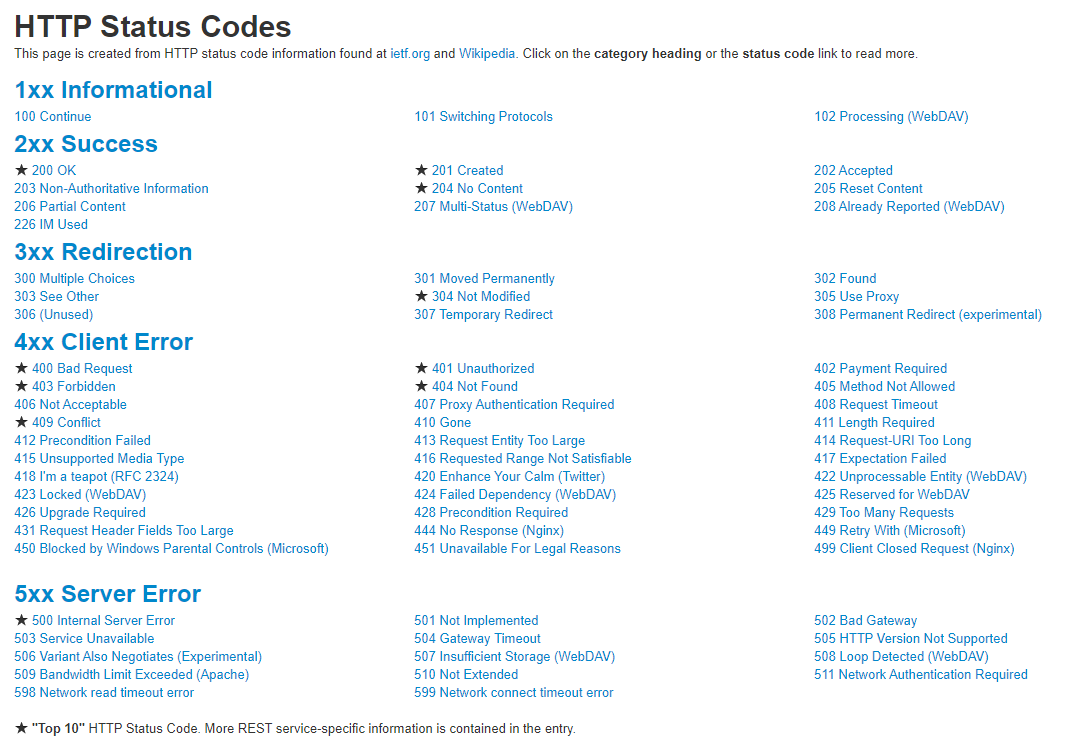 HTTP Status Codes
This page is created from HTTP status code information found at ietf.org and Wikipedia. Click on the category heading or the status code link to read more.
1xx Informational
100 Continue 101 Switching Protocols 102 Processing (WebDAV)
2xx Success
★ 200 OK ★ 201 Created 202 Accepted
203 Non-Authoritative Information ★ 204 No Content 205 Reset Content
206 Partial Content 207 Multi-Status (WebDAV) 208 Already Reported (WebDAV)
226 IM Used
3xx Redirection
300 Multiple Choices 301 Moved Permanently 302 Found
303 See Other ★ 304 Not Modified 305 Use Proxy
306 (Unused) 307 Temporary Redirect 308 Permanent Redirect (experimental)
4xx Client Error
★ 400 Bad Request ★ 401 Unauthorized 402 Payment Required
★ 403 Forbidden ★ 404 Not Found 405 Method Not Allowed
406 Not Acceptable 407 Proxy Authentication Required 408 Request Timeout
★ 409 Conflict 410 Gone 411 Length Required
412 Precondition Failed 413 Request Entity Too Large 414 Request-URI Too Long
415 Unsupported Media Type 416 Requested Range Not Satisfiable 417 Expectation Failed
418 I'm a teapot (RFC 2324) 420 Enhance Your Calm (Twitter) 422 Unprocessable Entity (WebDAV)
423 Locked (WebDAV) 424 Failed Dependency (WebDAV) 425 Reserved for WebDAV
426 Upgrade Required 428 Precondition Required 429 Too Many Requests
431 Request Header Fields Too Large 444 No Response (Nginx) 449 Retry With (Microsoft)
450 Blocked by Windows Parental Controls (Microsoft) 451 Unavailable For Legal Reasons 499 Client Closed Request (Nginx)
5xx Server Error
★ 500 Internal Server Error 501 Not Implemented 502 Bad Gateway
503 Service Unavailable 504 Gateway Timeout 505 HTTP Version Not Supported
506 Variant Also Negotiates (Experimental) 507 Insufficient Storage (WebDAV) 508 Loop Detected (WebDAV)
509 Bandwidth Limit Exceeded (Apache) 510 Not Extended 511 Network Authentication Required
598 Network read timeout error 599 Network connect timeout error
★ "Top 10" HTTP Status Code. More REST service-specific information is contained in the entry.